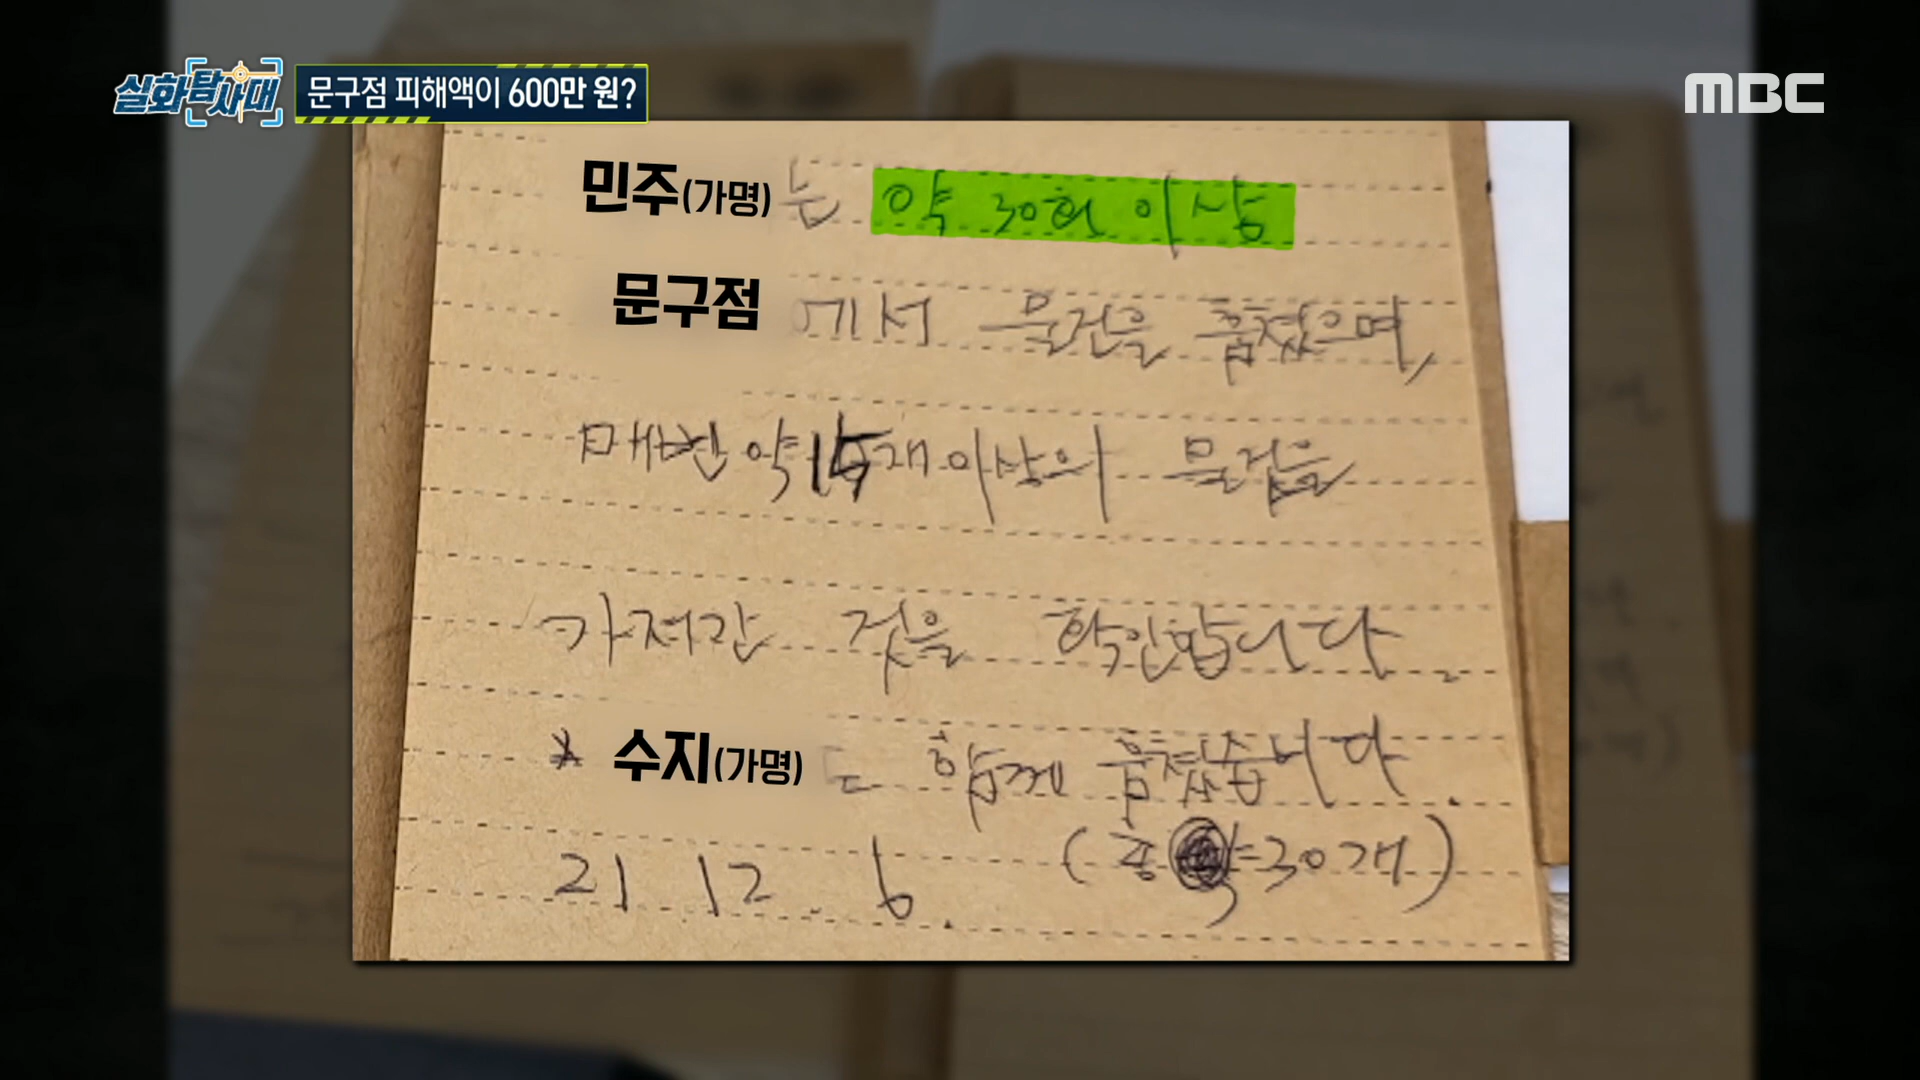 실화탐사대
문구점 피해액이 600만 원?
MBC
민주(가명)는 약 30회 이상
문구점에서 물건을 훔쳤으며,
매번 약 15개 이상의 물건을
가져간 것을 확인합니다.
* 수지(가명)도 함께 훔쳤습니다.
(총 약 30개)
21. 12. 6.